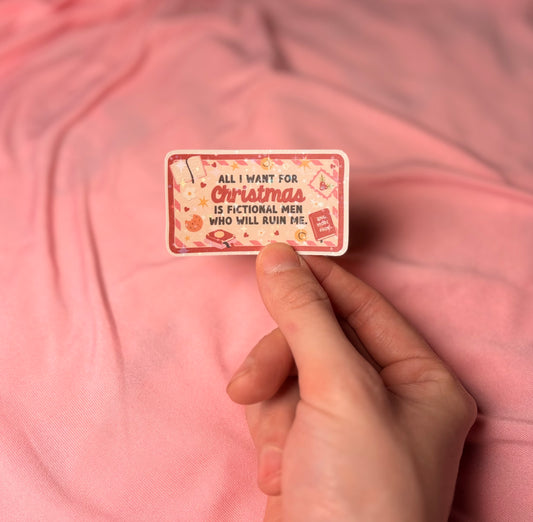 ALL I WANT FOR
Christmas
IS FICTIONAL MEN
WHO WILL RUIN ME.